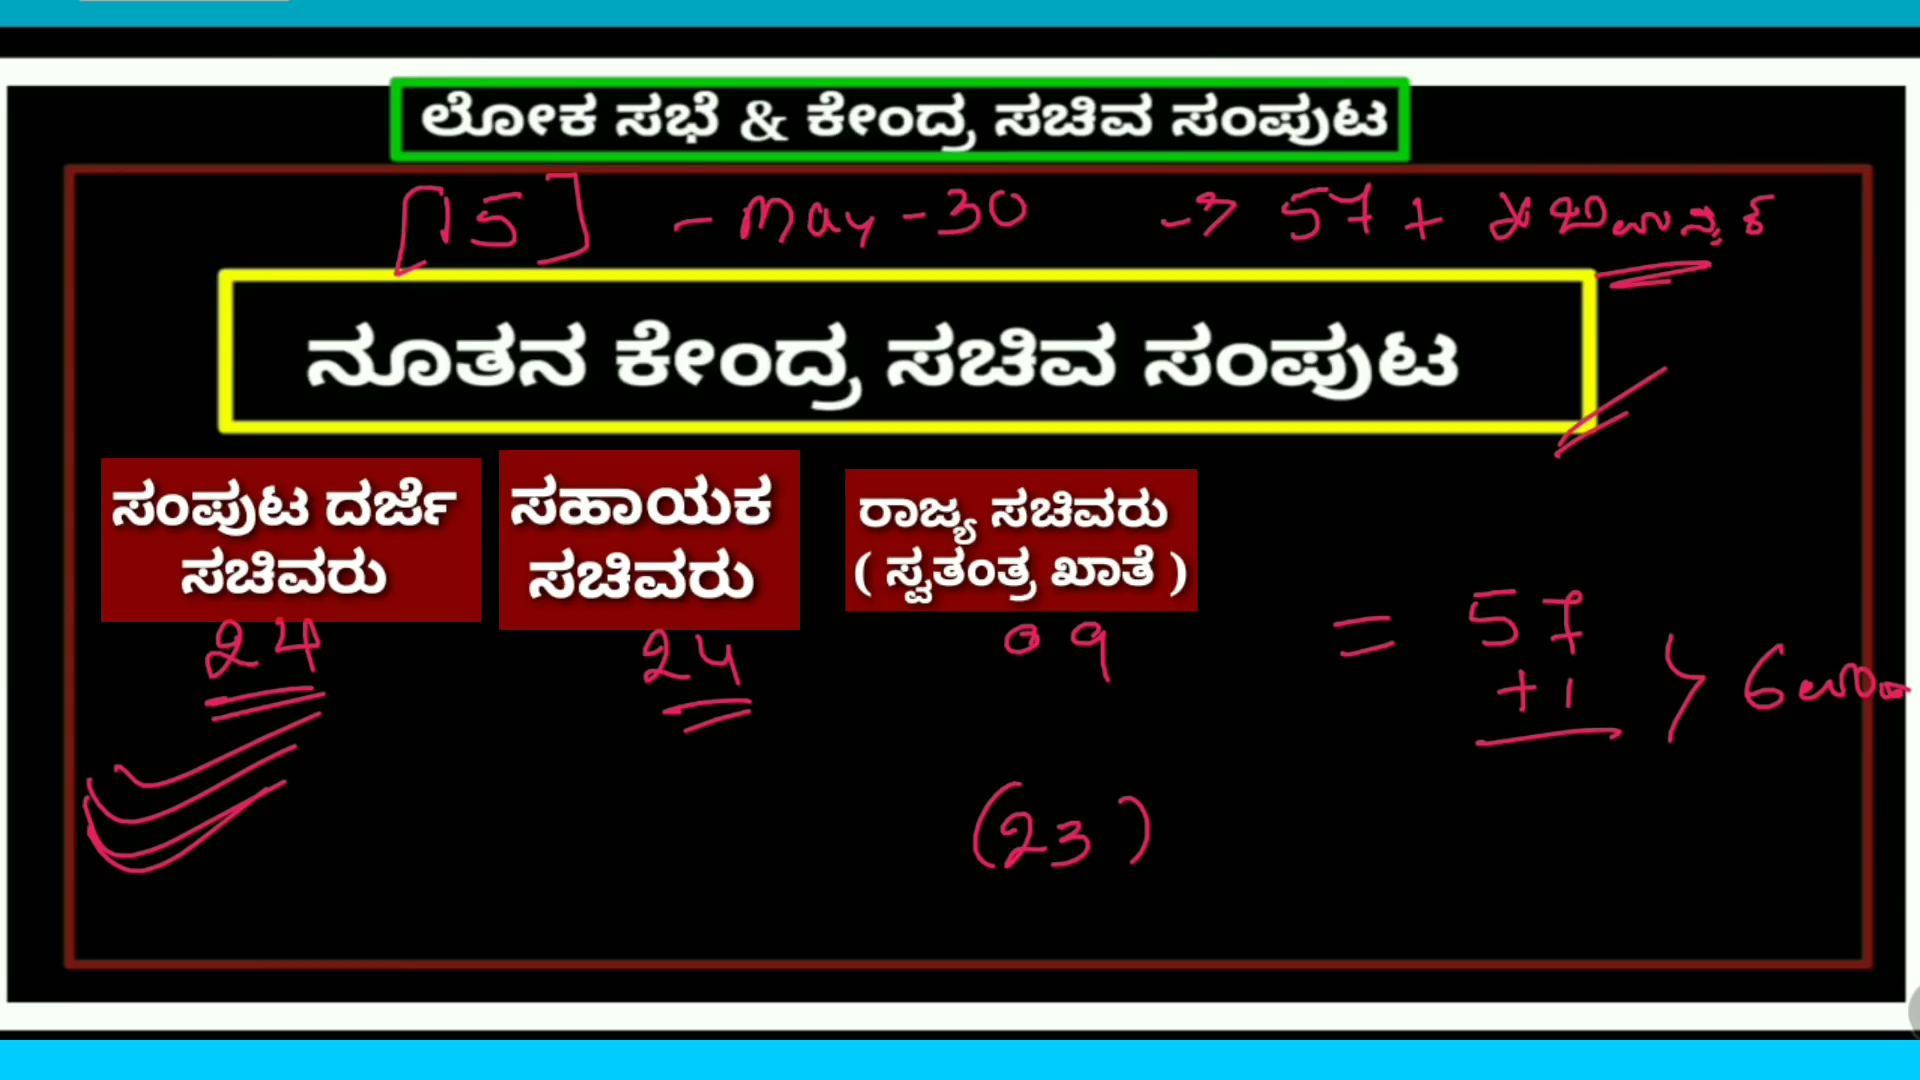 ಲೋಕ ಸಭೆ & ಕೇಂದ್ರ ಸಚಿವ ಸಂಪುಟ
[15] - May - 30 → 57 +
ನೂತನ ಕೇಂದ್ರ ಸಚಿವ ಸಂಪುಟ
ಸಂಪುಟ ದರ್ಜೆ
ಸಚಿವರು
24
ಸಹಾಯಕ
ಸಚಿವರು
24
ರಾಜ್ಯ ಸಚಿವರು
( ಸ್ವತಂತ್ರ ಖಾತೆ )
09
= 57
+1
6
(23)